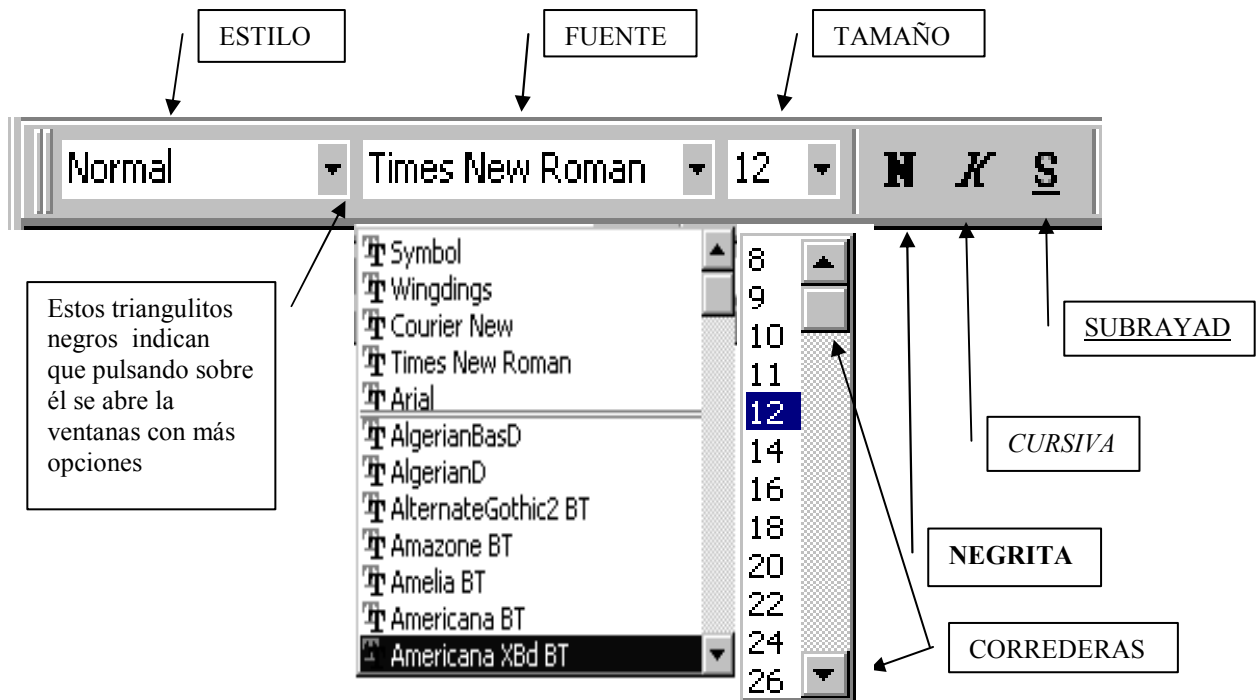 ESTILO
FUENTE
TAMAÑO
Normal
Times New Roman
12
N
K
S
Estos triangulitos
negros indican
que pulsando sobre
él se abre la
ventanas con más
opciones
Symbol
Wingdings
Courier New
Times New Roman
Arial
AlgerianBasD
AlgerianD
AlternateGothic2 BT
Amazone BT
Amelia BT
Americana BT
Americana XBd BT
8
9
10
11
12
14
16
18
20
22
24
26
SUBRAYAD
CURSIVA
NEGRITA
CORREDERAS